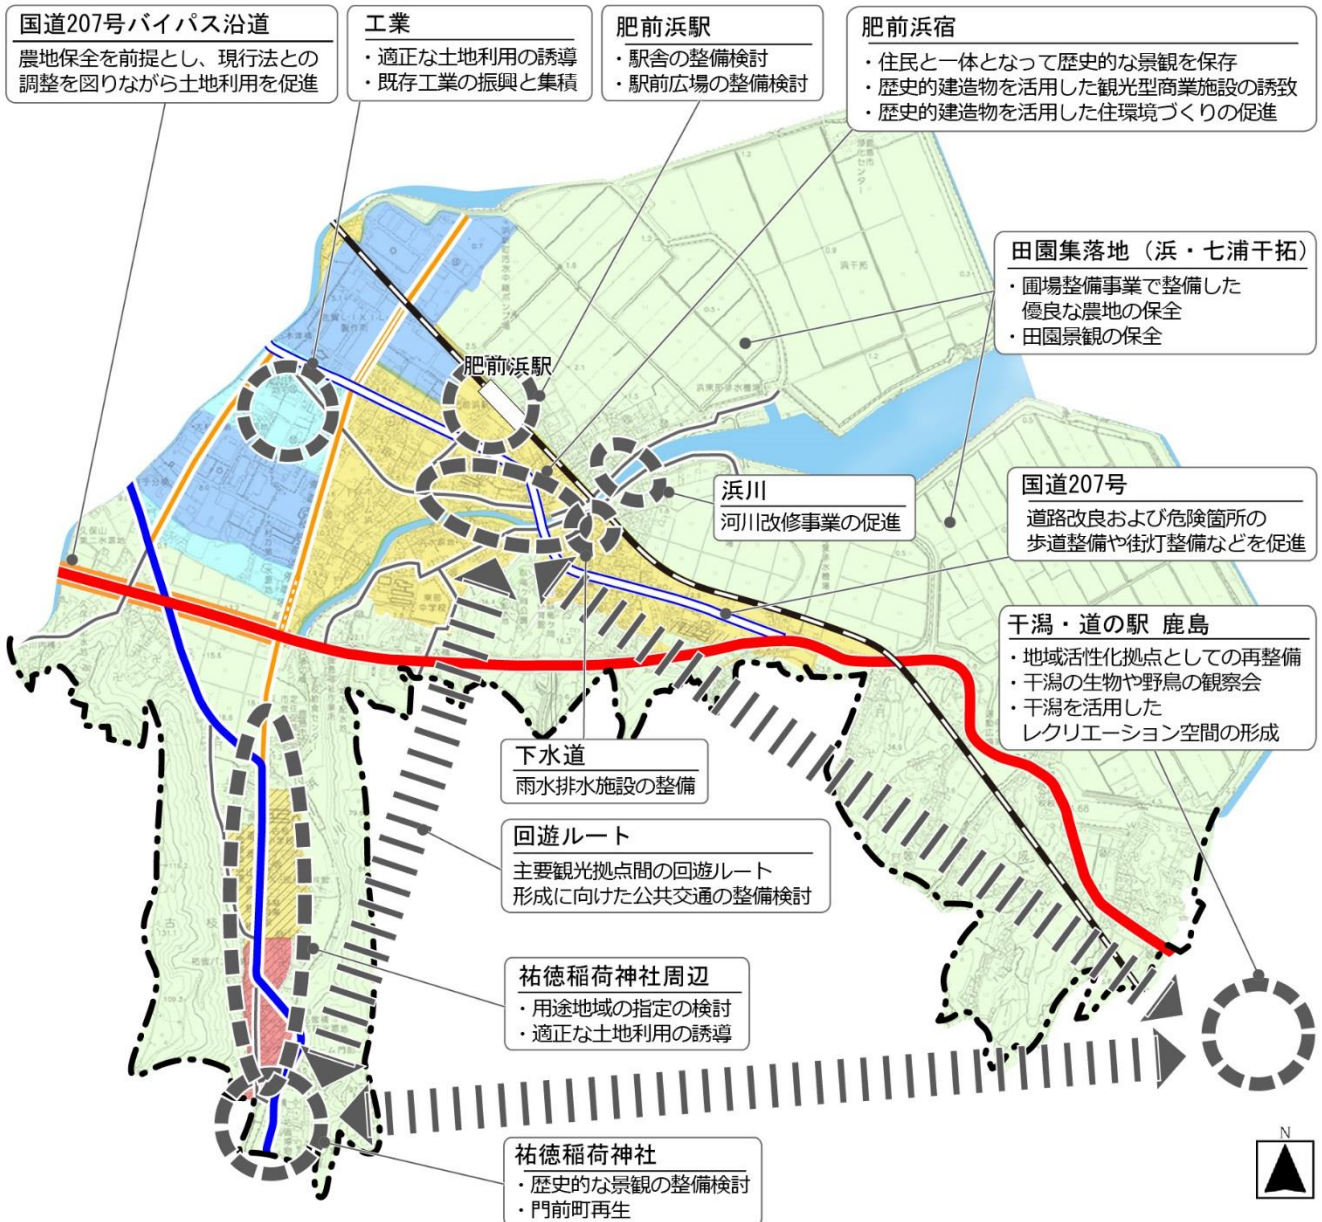 国道207号バイパス沿道
農地保全を前提とし、現行法との
調整を図りながら土地利用を促進
工業
・適正な土地利用の誘導
・既存工業の振興と集積
肥前浜駅
・駅舎の整備検討
・駅前広場の整備検討
肥前浜宿
・住民と一体となって歴史的な景観を保存
・歴史的建造物を活用した観光型商業施設の誘致
・歴史的建造物を活用した住環境づくりの促進
田園集落地（浜・七浦干拓）
・圃場整備事業で整備した
優良な農地の保全
・田園景観の保全
肥前浜駅
浜干拓
浜川
河川改修事業の促進
国道207号
道路改良および危険箇所の
歩道整備や街灯整備などを促進
干潟・道の駅 鹿島
・地域活性化拠点としての再整備
・干潟の生物や野鳥の観察会
・干潟を活用した
レクリエーション空間の形成
下水道
雨水排水施設の整備
回遊ルート
主要観光拠点間の回遊ルート
形成に向けた公共交通の整備検討
祐徳稲荷神社周辺
・用途地域の指定の検討
・適正な土地利用の誘導
祐徳稲荷神社
・歴史的な景観の整備検討
・門前町再生
N